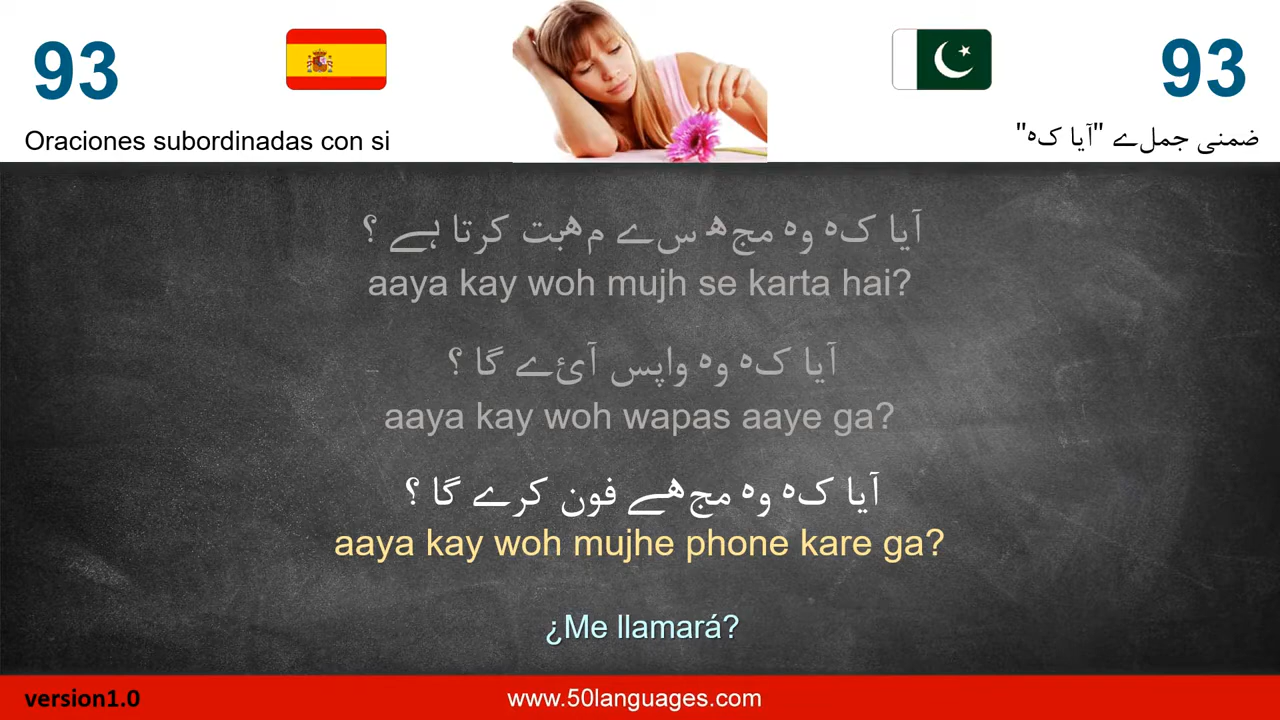 93
93
Oraciones subordinadas con si
ضمنی جملے "آیا کہ"
آیا کہ وہ مجھ سے مہبت کرتا ہے ؟
aaya kay woh mujh se karta hai?
آیا کہ وہ واپس آئے گا ؟
aaya kay woh wapas aaye ga?
آیا کہ وہ مجھے فون کرے گا ؟
aaya kay woh mujhe phone kare ga?
¿Me llamará?
version1.0
www.50languages.com